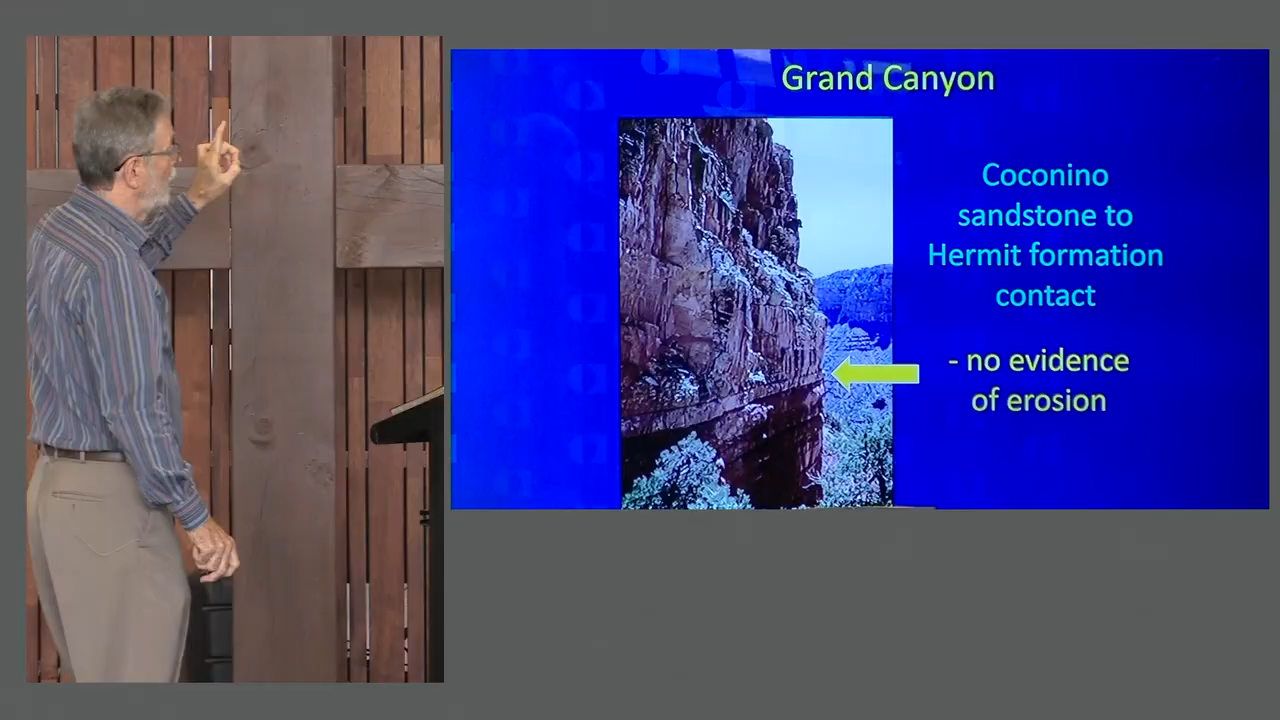 Grand Canyon
Coconino
sandstone to
Hermit formation
contact
- no evidence
of erosion